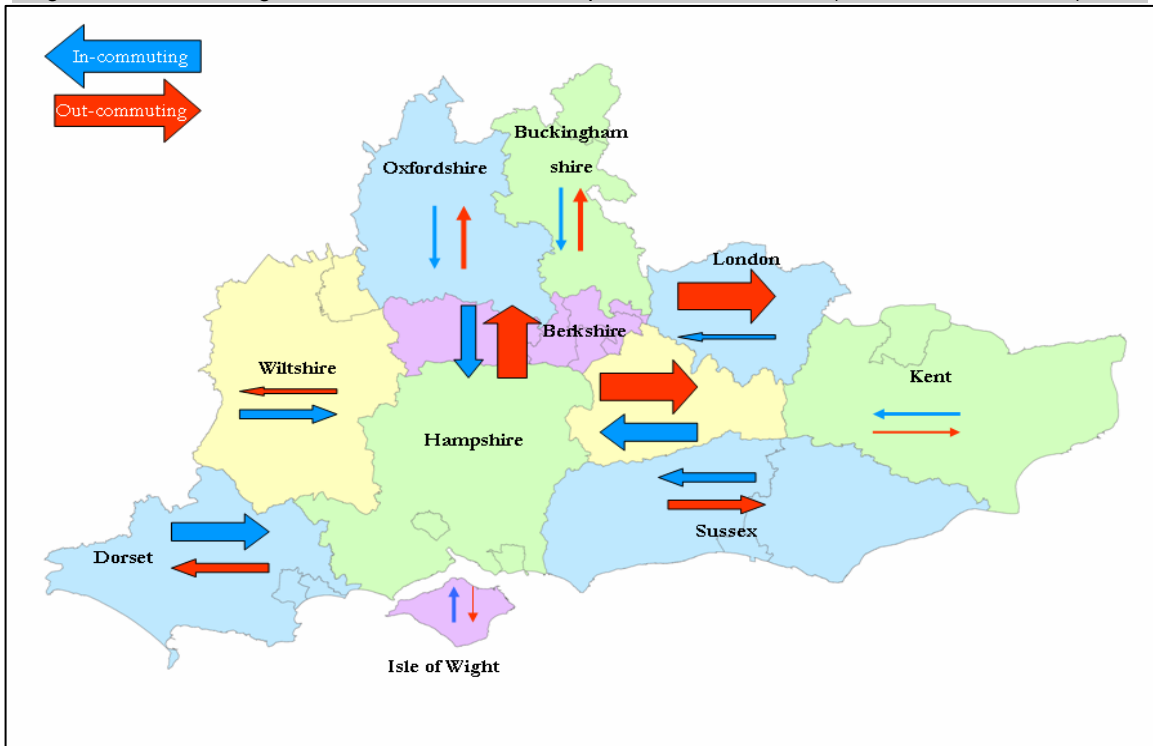 In-commuting
Out-commuting
Buckingham
shire
Oxfordshire
London
Berkshire
Wiltshire
Kent
Hampshire
Sussex
Dorset
Isle of Wight